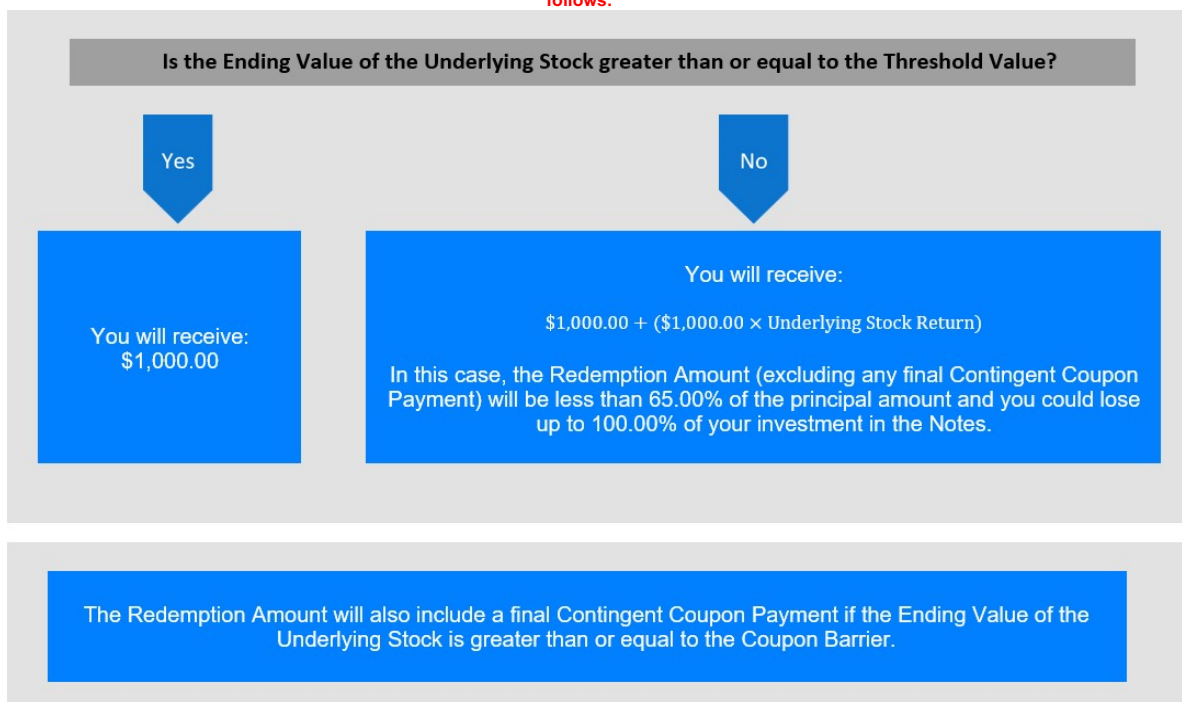 follows:
Is the Ending Value of the Underlying Stock greater than or equal to the Threshold Value?
Yes
No
You will receive:
$1,000.00
You will receive:
$1,000.00 + ($1,000.00 × Underlying Stock Return)
In this case, the Redemption Amount (excluding any final Contingent Coupon
Payment) will be less than 65.00% of the principal amount and you could lose
up to 100.00% of your investment in the Notes.
The Redemption Amount will also include a final Contingent Coupon Payment if the Ending Value of the
Underlying Stock is greater than or equal to the Coupon Barrier.